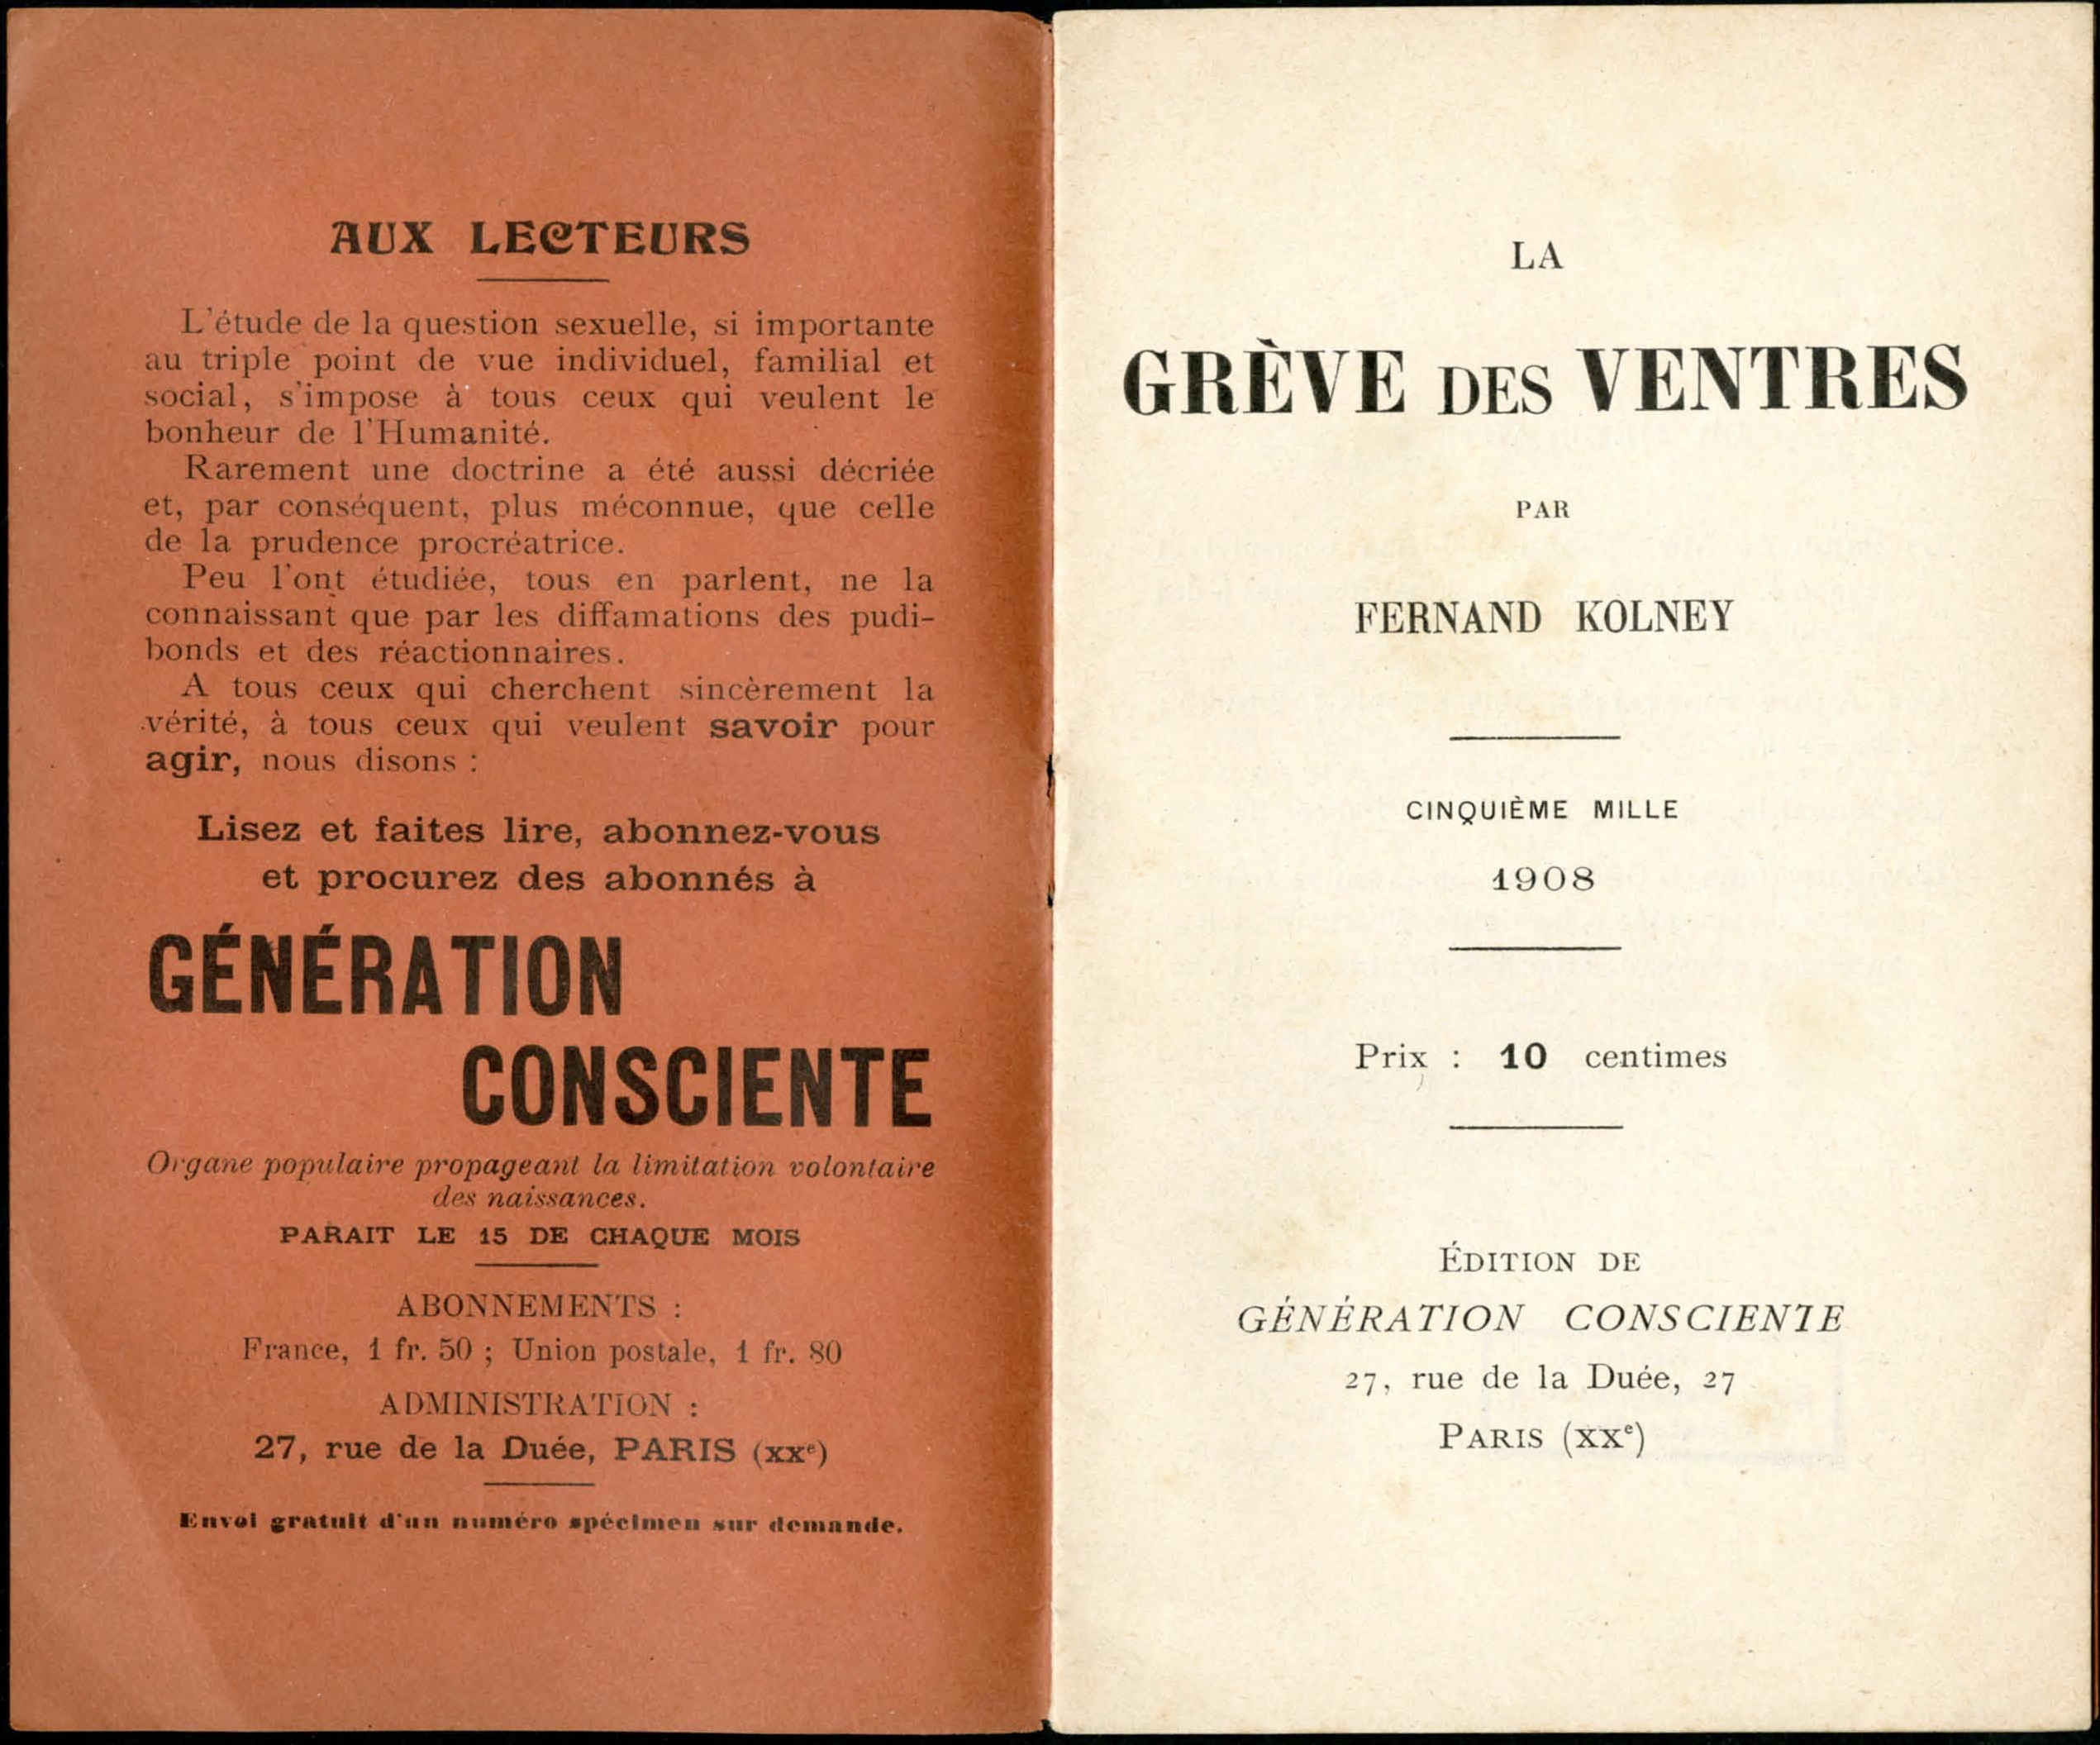 AUX LECTEURS
L'étude de la question sexuelle, si importante
au triple point de vue individuel, familial et
social, s'impose à tous ceux qui veulent le
bonheur de l'Humanité.
Rarement une doctrine a été aussi décriée
et, par conséquent, plus méconnue, que celle
de la prudence procréatrice.
Peu l'ont étudiée, tous en parlent, ne la
connaissant que par les diffamations des pudi-
bonds et des réactionnaires.
A tous ceux qui cherchent sincèrement la
vérité, à tous ceux qui veulent savoir pour
agir, nous disons :
Lisez et faites lire, abonnez-vous
et procurez des abonnés à
GÉNÉRATION
CONSCIENTE
Organe populaire propageant la limitation volontaire
des naissances.
PARAIT LE 15 DE CHAQUE MOIS
ABONNEMENTS :
France, 1 fr. 50 ; Union postale, 1 fr. 80
ADMINISTRATION :
27, rue de la Duée, PARIS (XXe)
Envoi gratuit d'un numéro spécimen sur demande.
LA
GRÈVE DES VENTRES
PAR
FERNAND KOLNEY
CINQUIÈME MILLE
1908
Prix : 10 centimes
ÉDITION DE
GÉNÉRATION CONSCIENTE
27, rue de la Duée, 27
PARIS (XXe)